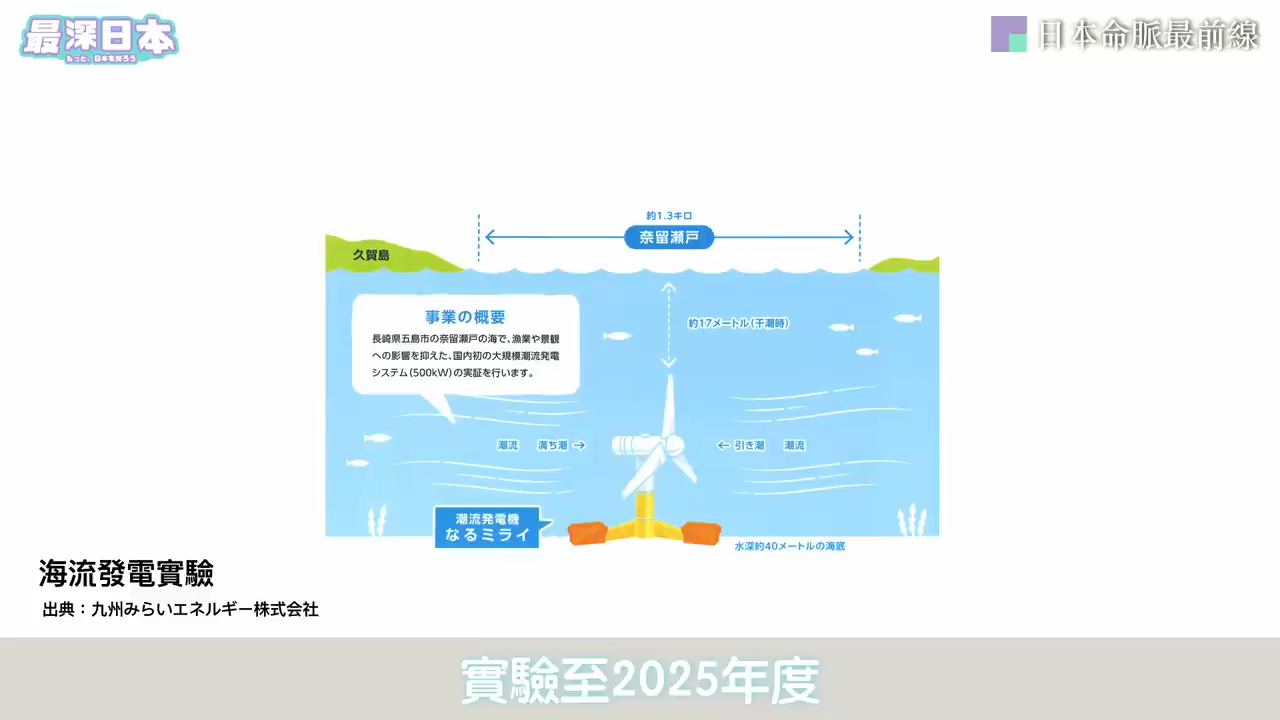 最深日本
もっと、日本を知ろう
日本命脈最前線
約1.3キロ
奈留瀬戸
久賀島
事業の概要
長崎県五島市の奈留瀬戸の海で、漁業や景観
への影響を抑えた、国内初の大規模潮流発電
システム(500kW)の実証を行います。
約17メートル(干潮時)
潮流 満ち潮 →
← 引き潮 潮流
潮流発電機
なるミライ
水深約40メートルの海底
海流發電實驗
出典：九州みらいエネルギー株式会社
實驗至2025年度